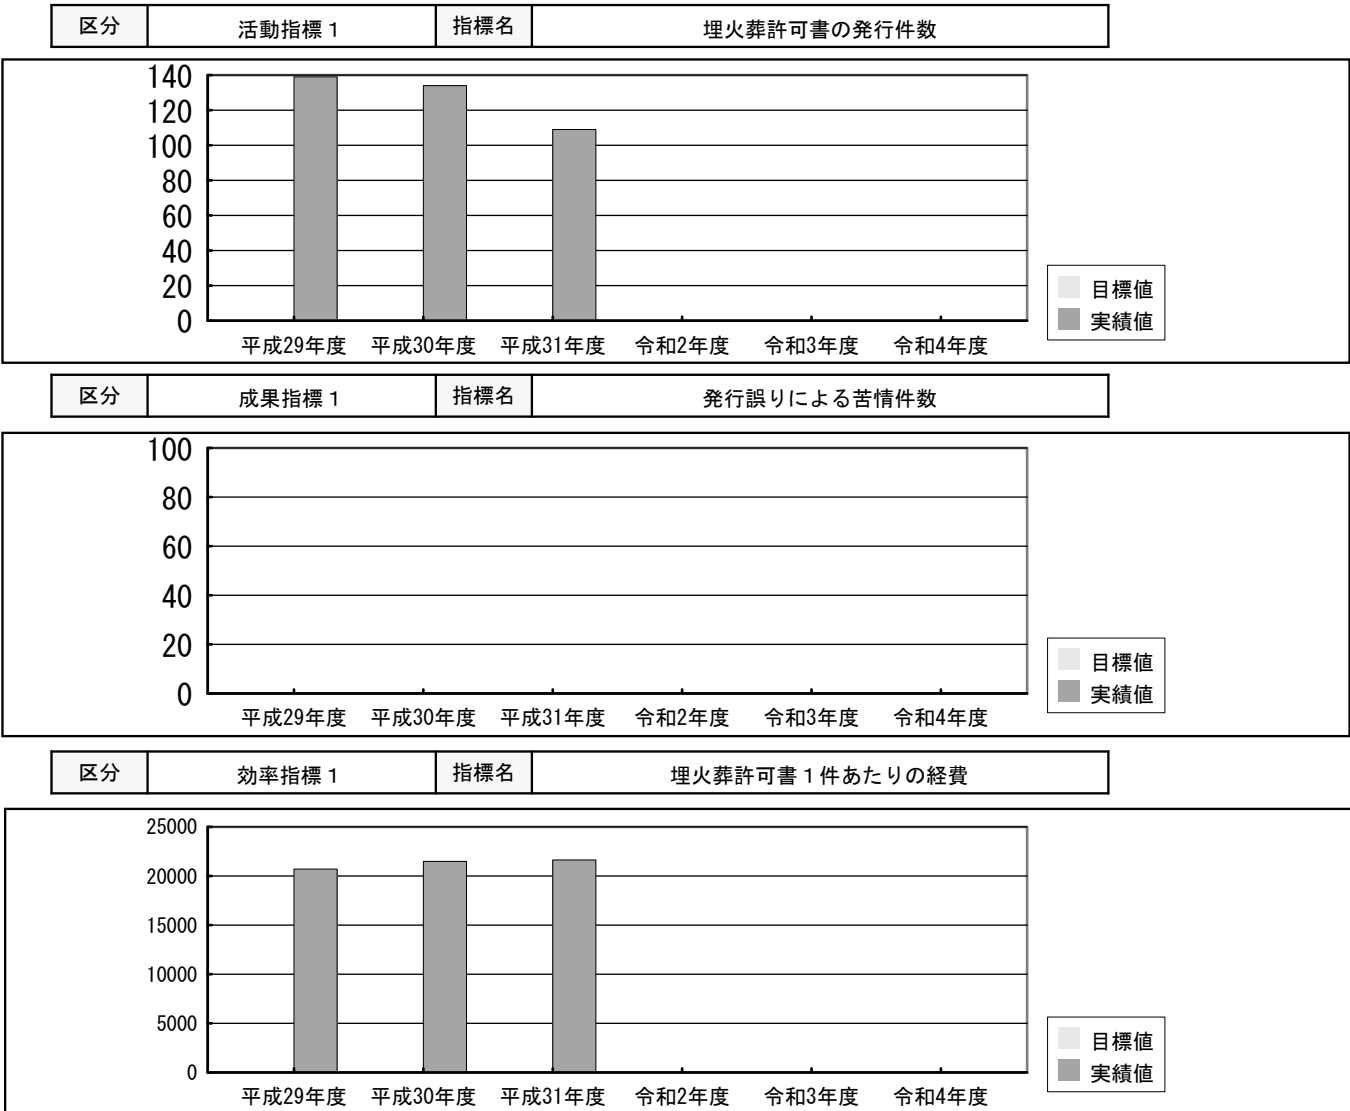 区分 活動指標１ 指標名 埋火葬許可書の発行件数
140
120
100
80
60
40
20
0
平成29年度 平成30年度 平成31年度 令和2年度 令和3年度 令和4年度
目標値
実績値
区分 成果指標１ 指標名 発行誤りによる苦情件数
100
80
60
40
20
0
平成29年度 平成30年度 平成31年度 令和2年度 令和3年度 令和4年度
目標値
実績値
区分 効率指標１ 指標名 埋火葬許可書１件あたりの経費
25000
20000
15000
10000
5000
0
平成29年度 平成30年度 平成31年度 令和2年度 令和3年度 令和4年度
目標値
実績値